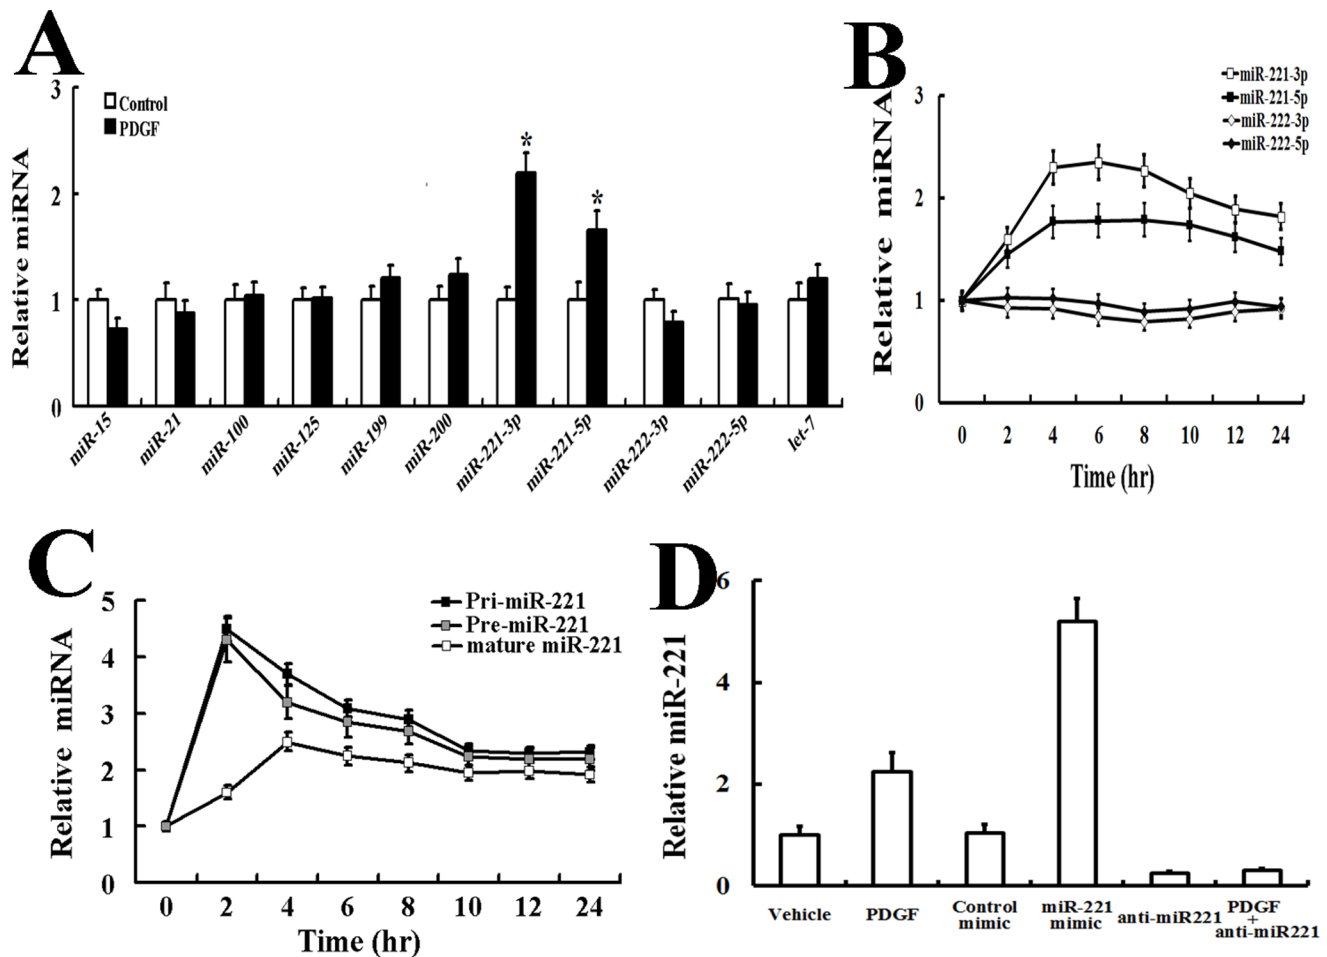 A
3
2
1
0
Relative miRNA
Control
PDGF
*
*
miR-15
miR-21
miR-100
miR-125
miR-199
miR-200
miR-221-3p
miR-221-5p
miR-222-3p
miR-222-5p
let-7
B
3
2
1
0
Relative miRNA
miR-221-3p
miR-221-5p
miR-222-3p
miR-222-5p
0 2 4 6 8 10 12 24
Time (hr)
C
5
4
3
2
1
0
Relative miRNA
Pri-miR-221
Pre-miR-221
mature miR-221
0 2 4 6 8 10 12 24
Time (hr)
D
6
4
2
0
Relative miR-221
Vehicle
PDGF
Control
mimic
miR-221
mimic
anti-miR221
PDGF
+
anti-miR221